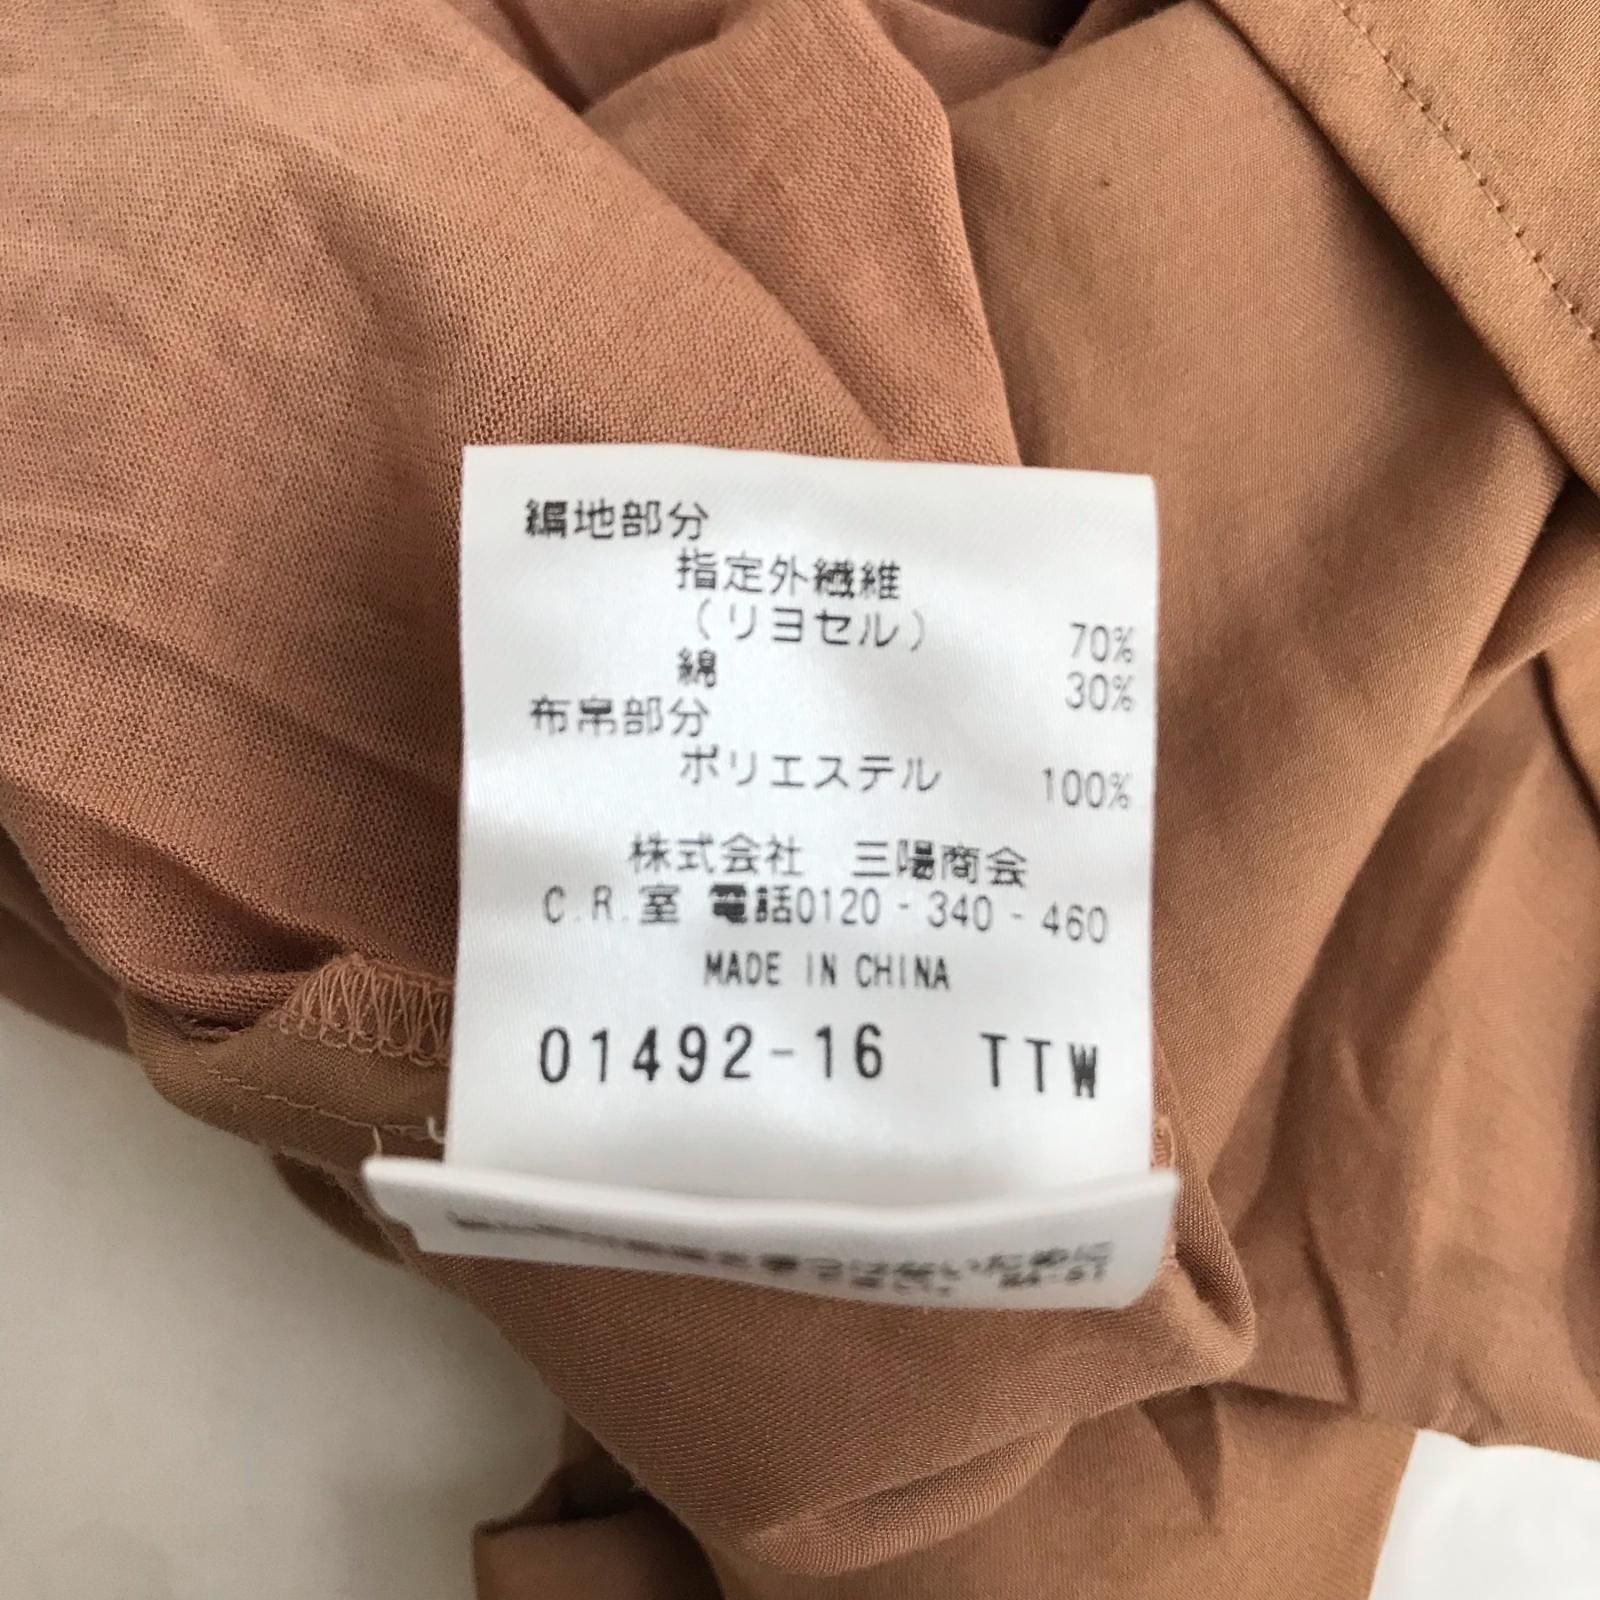 編地部分
指定外繊維
（リヨセル） 70%
綿 30%
布帛部分
ポリエステル 100%
株式会社 三陽商会
C.R.室 電話0120-340-460
MADE IN CHINA
01492-16 TTW